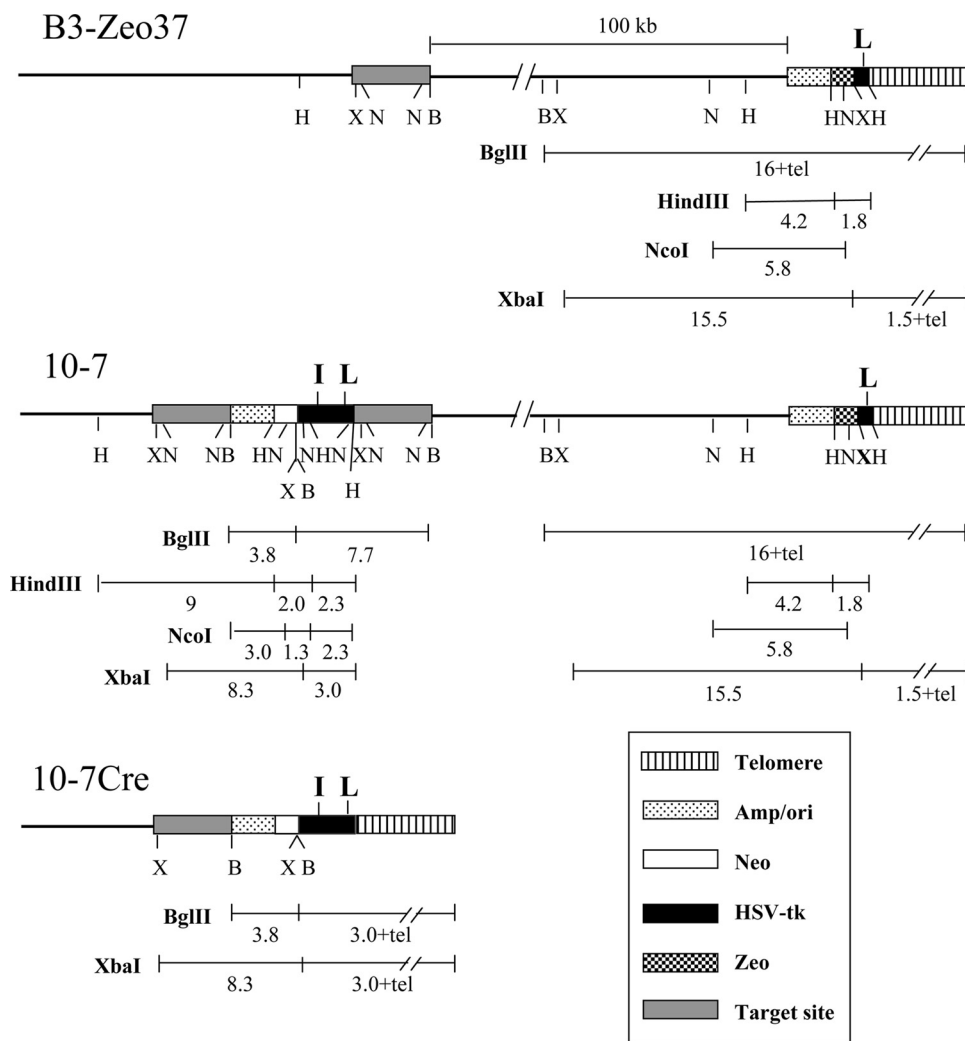 B3-Zeo37
100 kb
L
H X N N B BX N H HNXH
BglII
16+tel
HindIII
4.2 1.8
NcoI
5.8
XbaI
15.5 1.5+tel
10-7
I L L
H XN NB HN NHN XN N B BX N H HNXH
X B H
BglII
3.8 7.7 16+tel
HindIII
9 2.0 2.3 4.2 1.8
NcoI
3.0 1.3 2.3 5.8
XbaI
8.3 3.0 15.5 1.5+tel
10-7Cre
I L
X B X B
BglII
3.8 3.0+tel
XbaI
8.3 3.0+tel
Telomere
Amp/ori
Neo
HSV-tk
Zeo
Target site